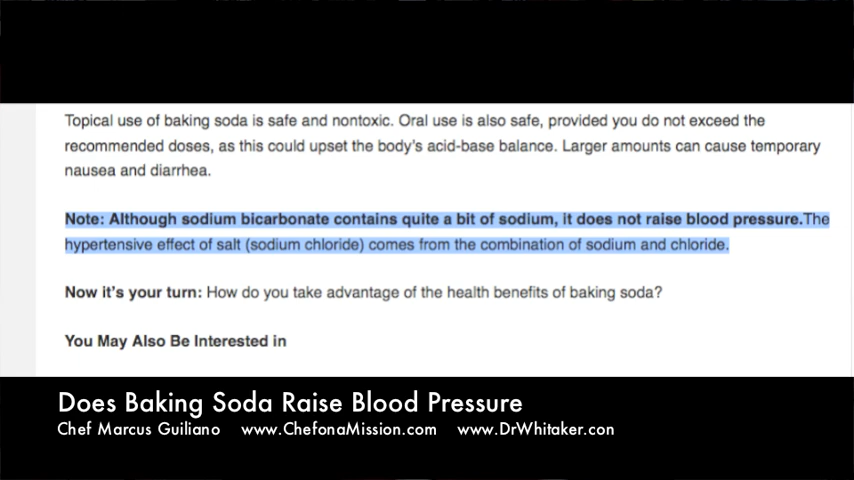 Topical use of baking soda is safe and nontoxic. Oral use is also safe, provided you do not exceed the
recommended doses, as this could upset the body's acid-base balance. Larger amounts can cause temporary
nausea and diarrhea.
Note: Although sodium bicarbonate contains quite a bit of sodium, it does not raise blood pressure.The
hypertensive effect of salt (sodium chloride) comes from the combination of sodium and chloride.
Now it's your turn: How do you take advantage of the health benefits of baking soda?
You May Also Be Interested in
Does Baking Soda Raise Blood Pressure
Chef Marcus Guiliano www.ChefonaMission.com www.DrWhitaker.con